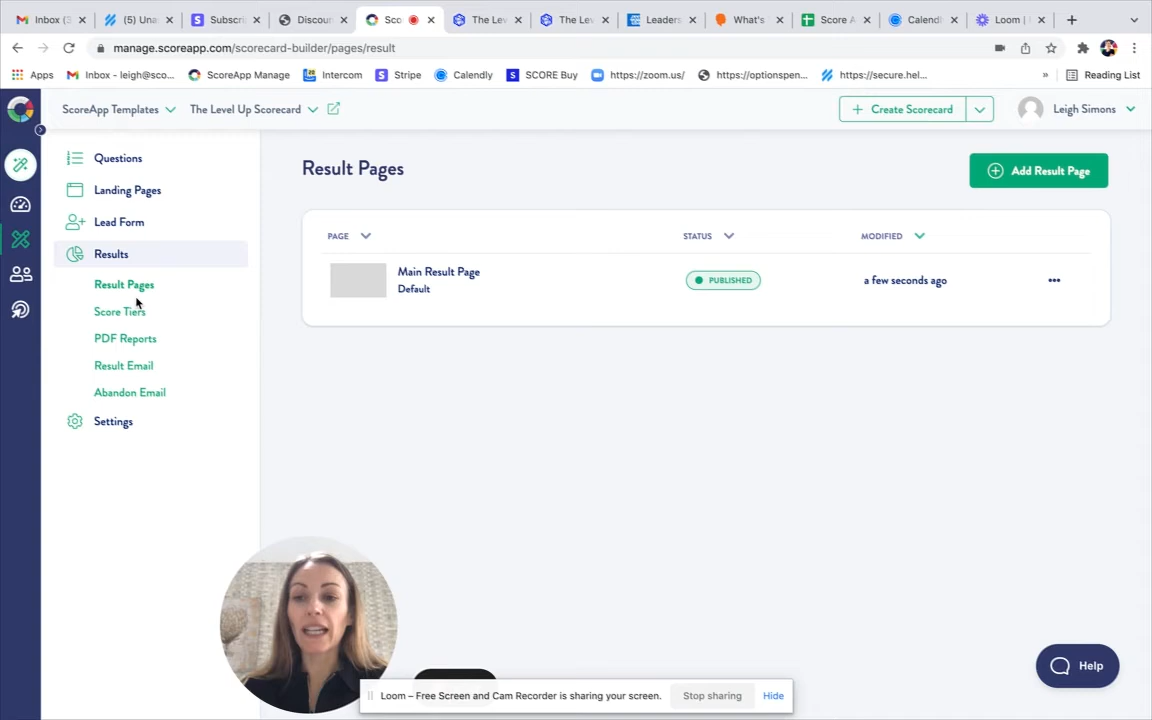 Inbox (3
(5) Una
Subscri
Discoun
Sco
The Lev
The Lev
Leaders
What's
Score A
Calendl
Loom |
manage.scoreapp.com/scorecard-builder/pages/result
Apps
Inbox - leigh@sco...
ScoreApp Manage
Intercom
Stripe
Calendly
SCORE Buy
https://zoom.us/
https://optionspen...
https://secure.hel...
»
Reading List
ScoreApp Templates
The Level Up Scorecard
+ Create Scorecard
Leigh Simons
Questions
Landing Pages
Lead Form
Results
Result Pages
Score Tiers
PDF Reports
Result Email
Abandon Email
Settings
Result Pages
Add Result Page
PAGE
STATUS
MODIFIED
Main Result Page
Default
PUBLISHED
a few seconds ago
Help
Loom – Free Screen and Cam Recorder is sharing your screen.
Stop sharing
Hide